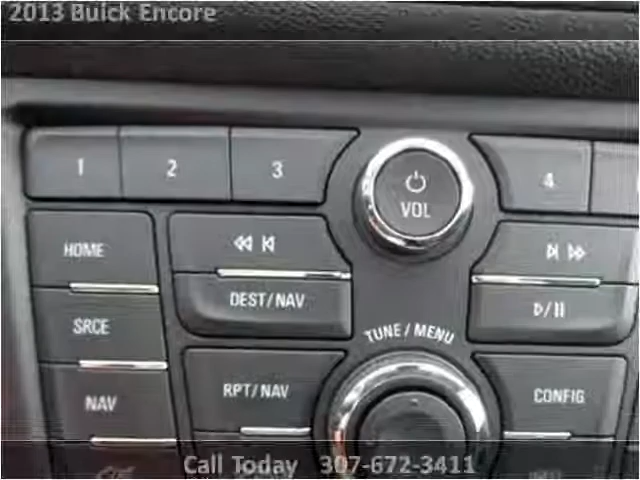 2013 Buick Encore
1 2 3 4
VOL
HOME
DEST/NAV
SRCE
TUNE / MENU
RPT/NAV
CONFIG
NAV
Call Today 307-672-3411